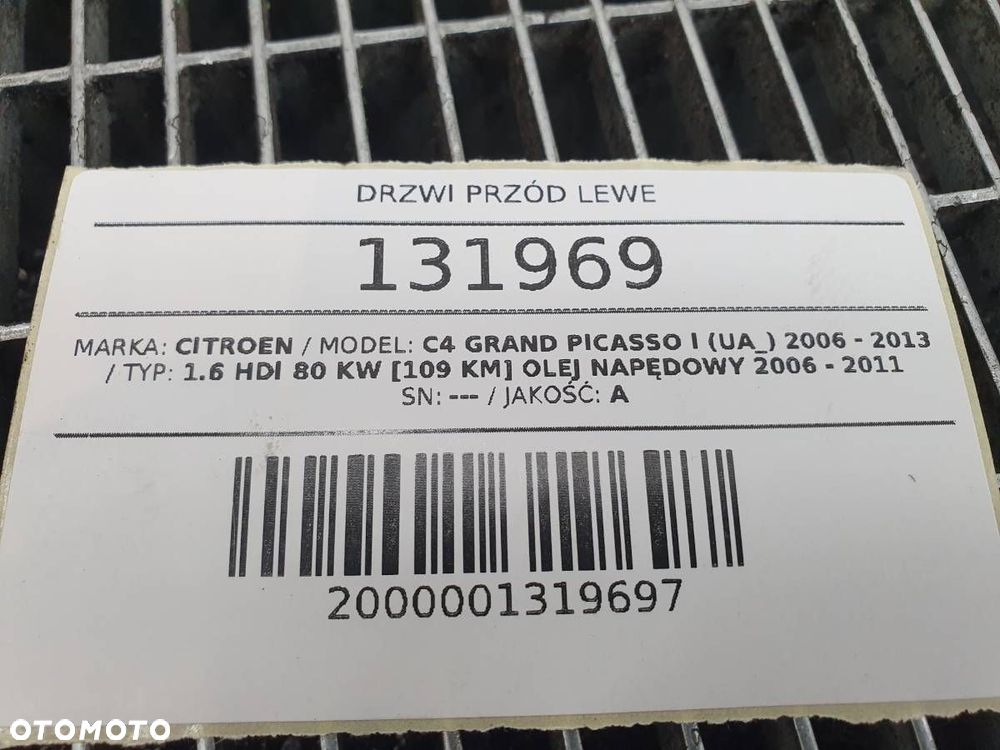 DRZWI PRZÓD LEWE
131969
MARKA: CITROEN / MODEL: C4 GRAND PICASSO I (UA_) 2006 - 2013
/ TYP: 1.6 HDI 80 KW [109 KM] OLEJ NAPĘDOWY 2006 - 2011
SN: --- / JAKOŚĆ: A
2000001319697
OTOMOTO